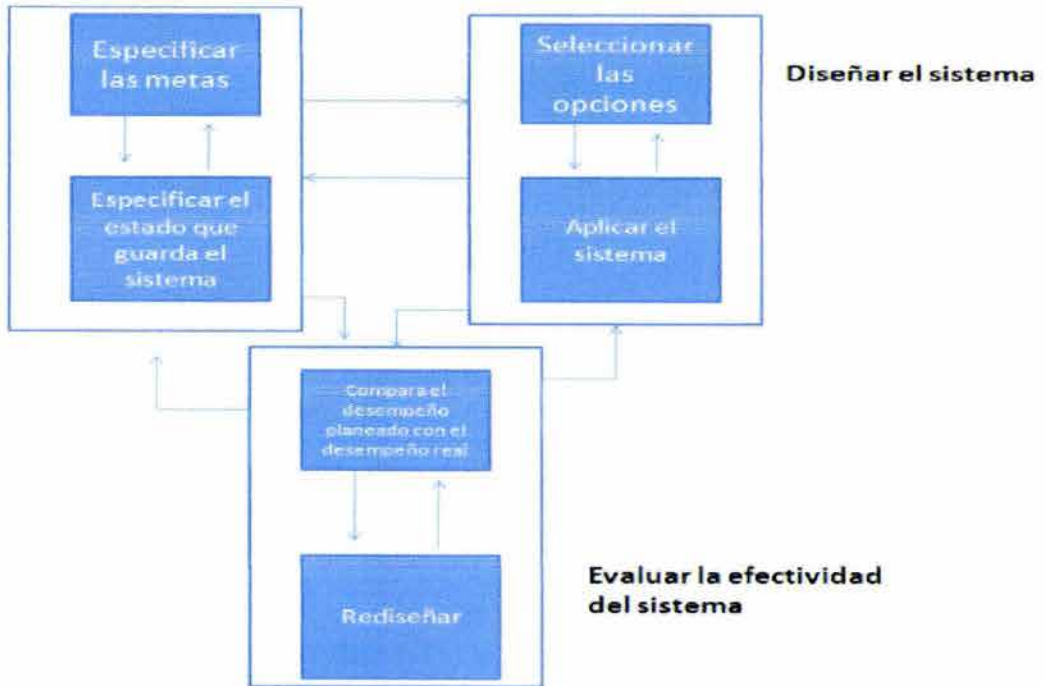 Especificar
las metas
Especificar el
estado que
guarda el
sistema
Seleccionar
las
opciones
Aplicar el
sistema
Diseñar el sistema
Compara el
desempeño
planeado con el
desempeño real
Rediseñar
Evaluar la efectividad
del sistema